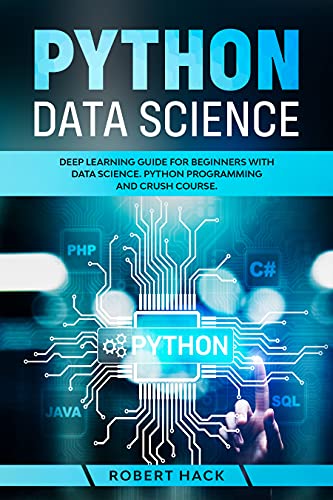 PYTHON
DATA SCIENCE
DEEP LEARNING GUIDE FOR BEGINNERS WITH
DATA SCIENCE. PYTHON PROGRAMMING
AND CRUSH COURSE.
PHP
C#
PYTHON
JAVA
SQL
ROBERT HACK